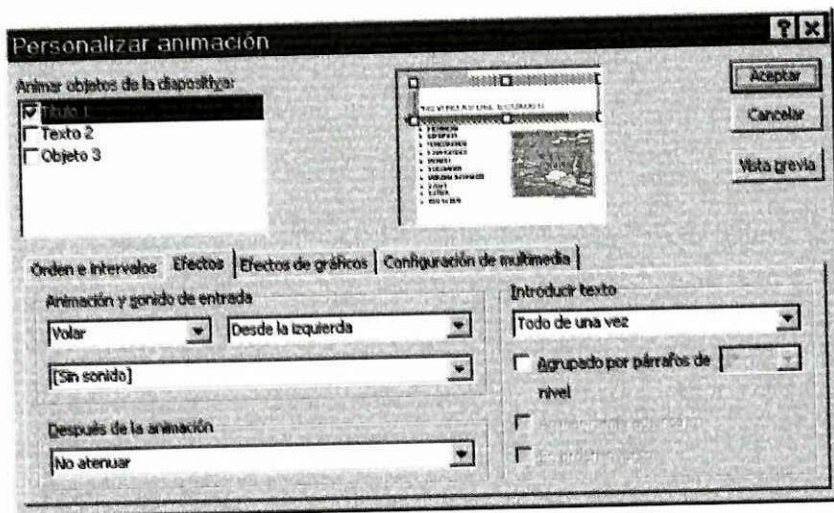 Personalizar animación
Animar objetos de la diapositiva:
Título 1
Texto 2
Objeto 3
Aceptar
Cancelar
Vista previa
Orden e intervalos
Efectos
Efectos de gráficos
Configuración de multimedia
Animación y sonido de entrada
Volar
Desde la izquierda
[Sin sonido]
Después de la animación
No atenuar
Introducir texto
Todo de una vez
Agrupado por párrafos de
nivel